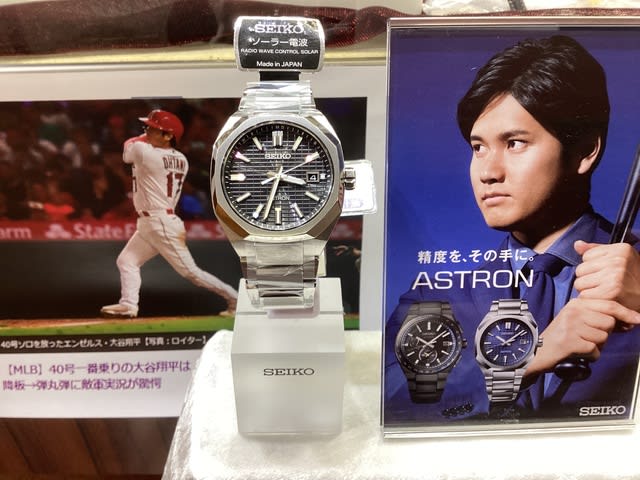 SEIKO
ソーラー電波
RADIO WAVE CONTROL SOLAR
Made in JAPAN
OHTANI
17
StateFarm
arm
SEIKO
ASTRON
40号ソロを放ったエンゼルス・大谷翔平【写真：ロイター】
【MLB】40号一番乗りの大谷翔平は
降板→弾丸弾に敵軍実況が驚愕
SEIKO
精度を、その手に。
ASTRON
SEIKO